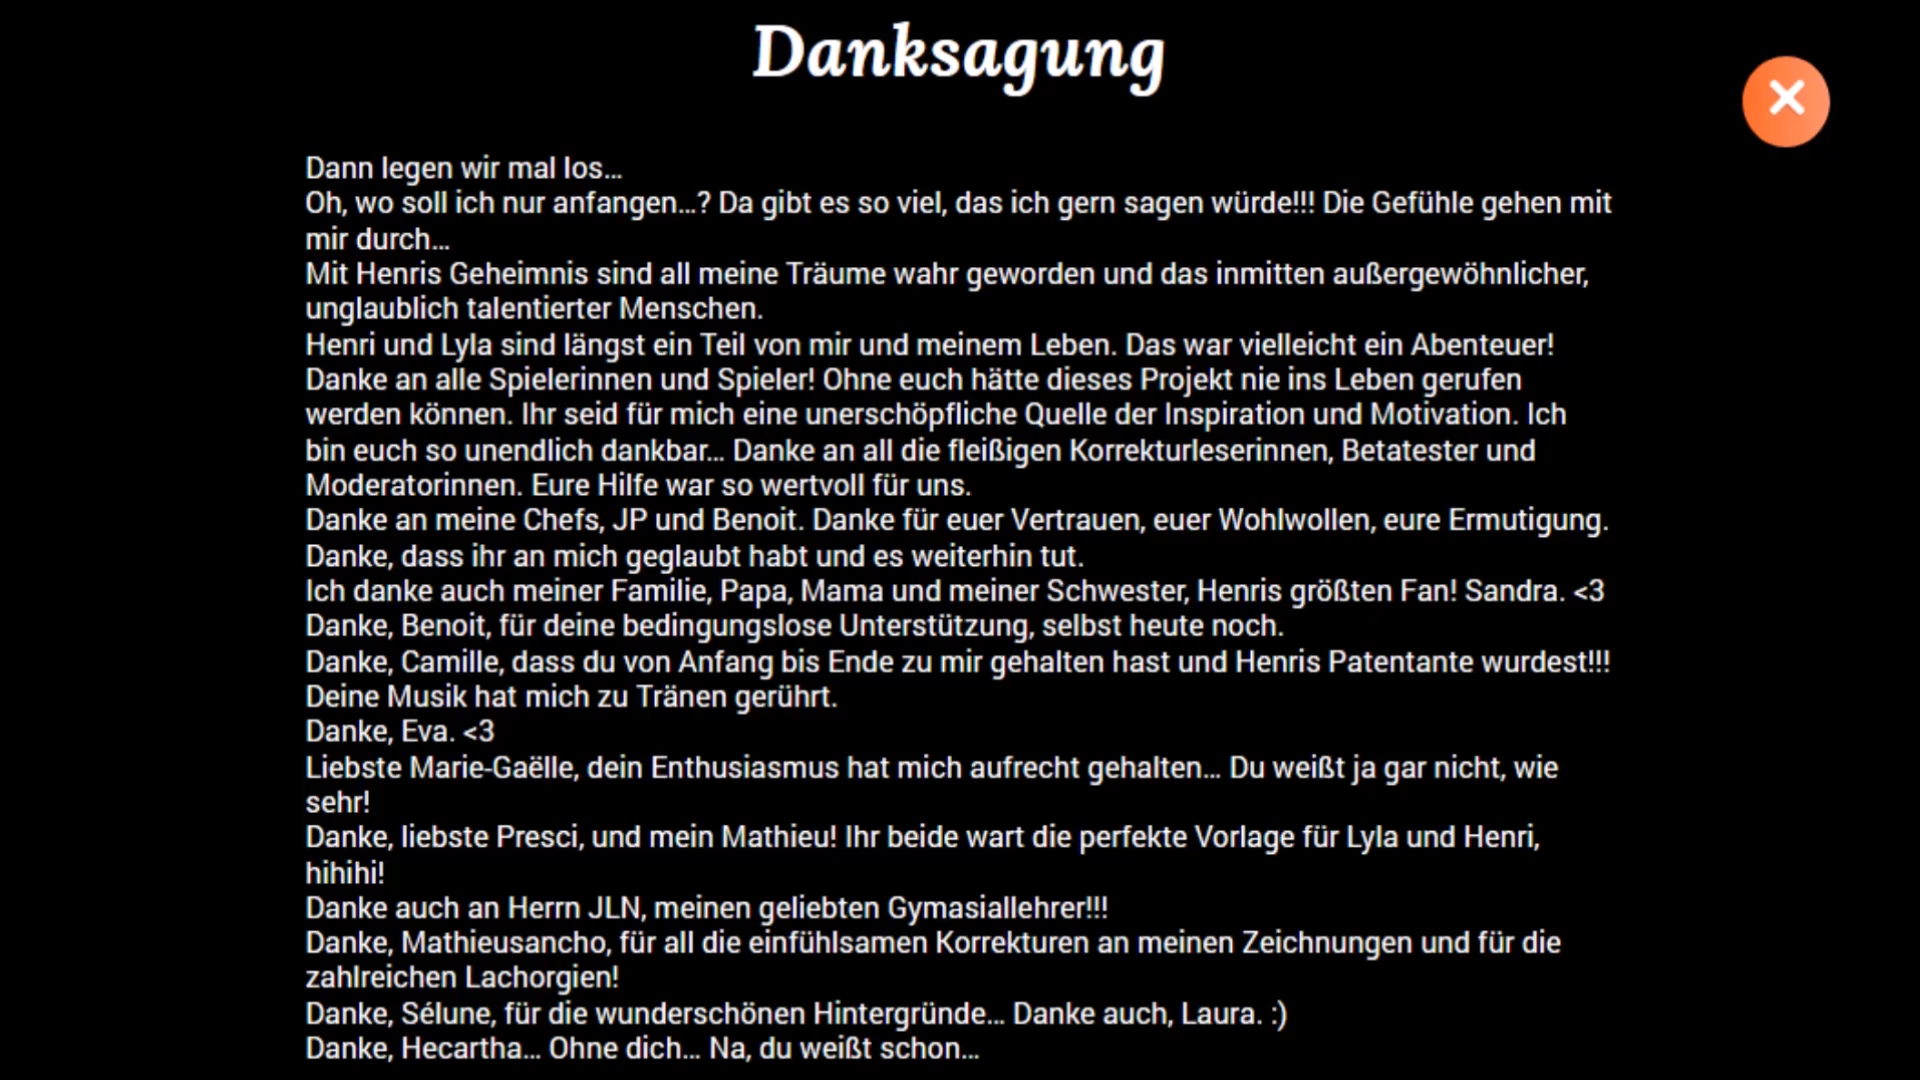 Danksagung
Dann legen wir mal los...
Oh, wo soll ich nur anfangen...? Da gibt es so viel, das ich gern sagen würde!!! Die Gefühle gehen mit
mir durch...
Mit Henris Geheimnis sind all meine Träume wahr geworden und das inmitten außergewöhnlicher,
unglaublich talentierter Menschen.
Henri und Lyla sind längst ein Teil von mir und meinem Leben. Das war vielleicht ein Abenteuer!
Danke an alle Spielerinnen und Spieler! Ohne euch hätte dieses Projekt nie ins Leben gerufen
werden können. Ihr seid für mich eine unerschöpfliche Quelle der Inspiration und Motivation. Ich
bin euch so unendlich dankbar... Danke an all die fleißigen Korrekturleserinnen, Betatester und
Moderatorinnen. Eure Hilfe war so wertvoll für uns.
Danke an meine Chefs, JP und Benoit. Danke für euer Vertrauen, euer Wohlwollen, eure Ermutigung.
Danke, dass ihr an mich geglaubt habt und es weiterhin tut.
Ich danke auch meiner Familie, Papa, Mama und meiner Schwester, Henris größten Fan! Sandra. <3
Danke, Benoit, für deine bedingungslose Unterstützung, selbst heute noch.
Danke, Camille, dass du von Anfang bis Ende zu mir gehalten hast und Henris Patentante wurdest!!!
Deine Musik hat mich zu Tränen gerührt.
Danke, Eva. <3
Liebste Marie-Gaëlle, dein Enthusiasmus hat mich aufrecht gehalten... Du weißt ja gar nicht, wie
sehr!
Danke, liebste Presci, und mein Mathieu! Ihr beide wart die perfekte Vorlage für Lyla und Henri,
hihihi!
Danke auch an Herrn JLN, meinen geliebten Gymasiallehrer!!!
Danke, Mathieusancho, für all die einfühlsamen Korrekturen an meinen Zeichnungen und für die
zahlreichen Lachorgien!
Danke, Sélune, für die wunderschönen Hintergründe... Danke auch, Laura. :)
Danke, Hecartha... Ohne dich... Na, du weißt schon...